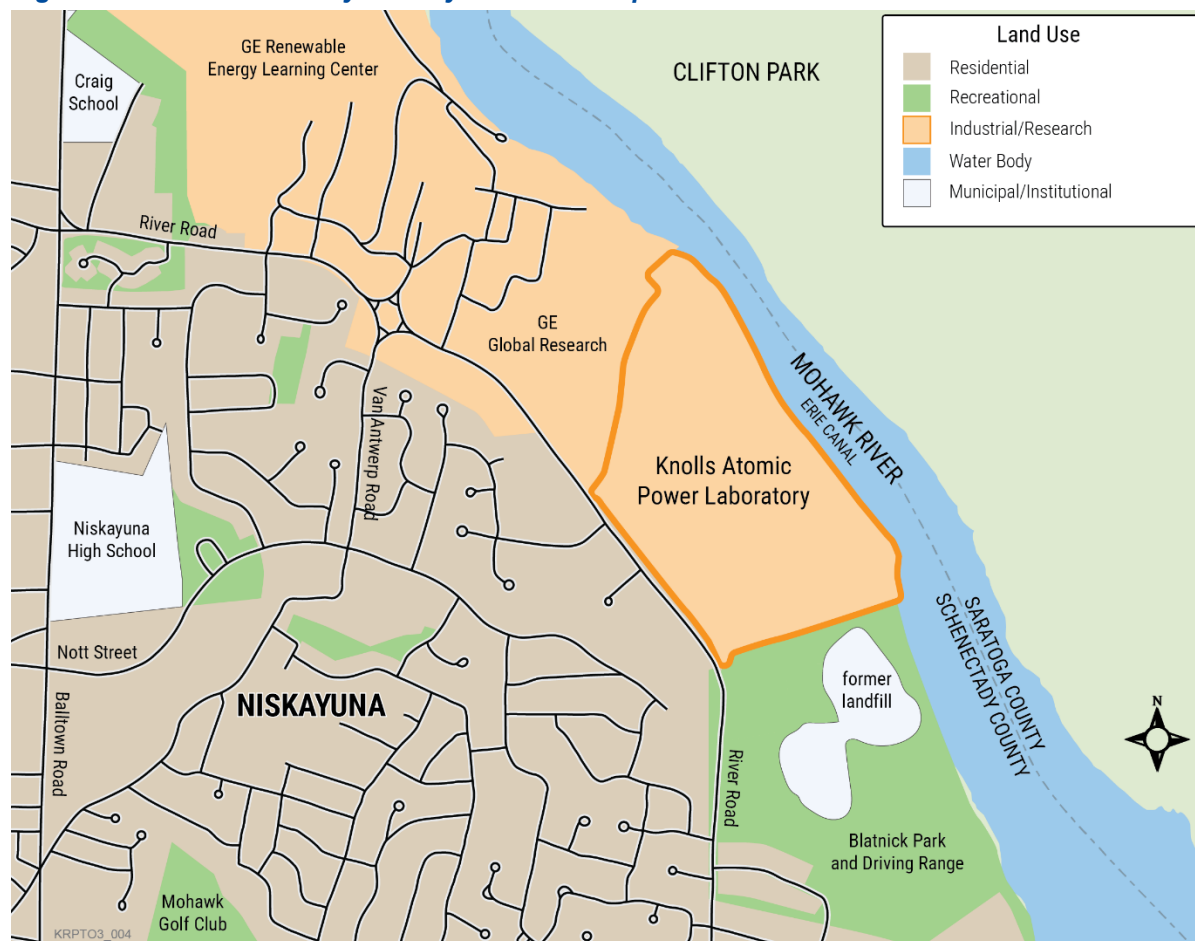 GE Renewable
Energy Learning Center
Craig
School
CLIFTON PARK
Land Use
Residential
Recreational
Industrial/Research
Water Body
Municipal/Institutional
River Road
GE
Global Research
MOHAWK RIVER
ERIE CANAL
Van Antwerp Road
Knolls Atomic
Power Laboratory
Niskayuna
High School
SARATOGA COUNTY
SCHENECTADY COUNTY
Nott Street
NISKAYUNA
former
landfill
N
Balltown Road
River Road
Blatnick Park
and Driving Range
Mohawk
Golf Club
KRPTO3_004